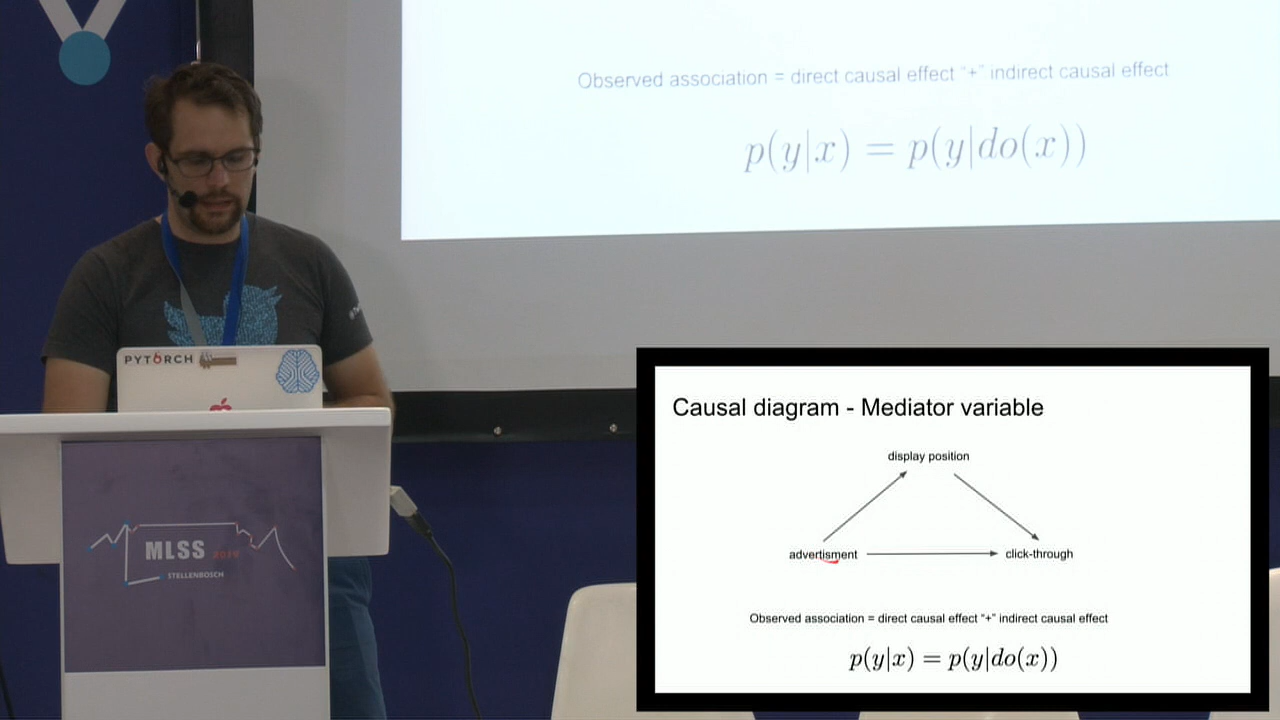 Observed association = direct causal effect "+" indirect causal effect
p(y|x) = p(y|do(x))
PYTORCH
MLSS 2019
STELLENBOSCH
Causal diagram - Mediator variable
display position
advertisment
click-through
Observed association = direct causal effect "+" indirect causal effect
p(y|x) = p(y|do(x))